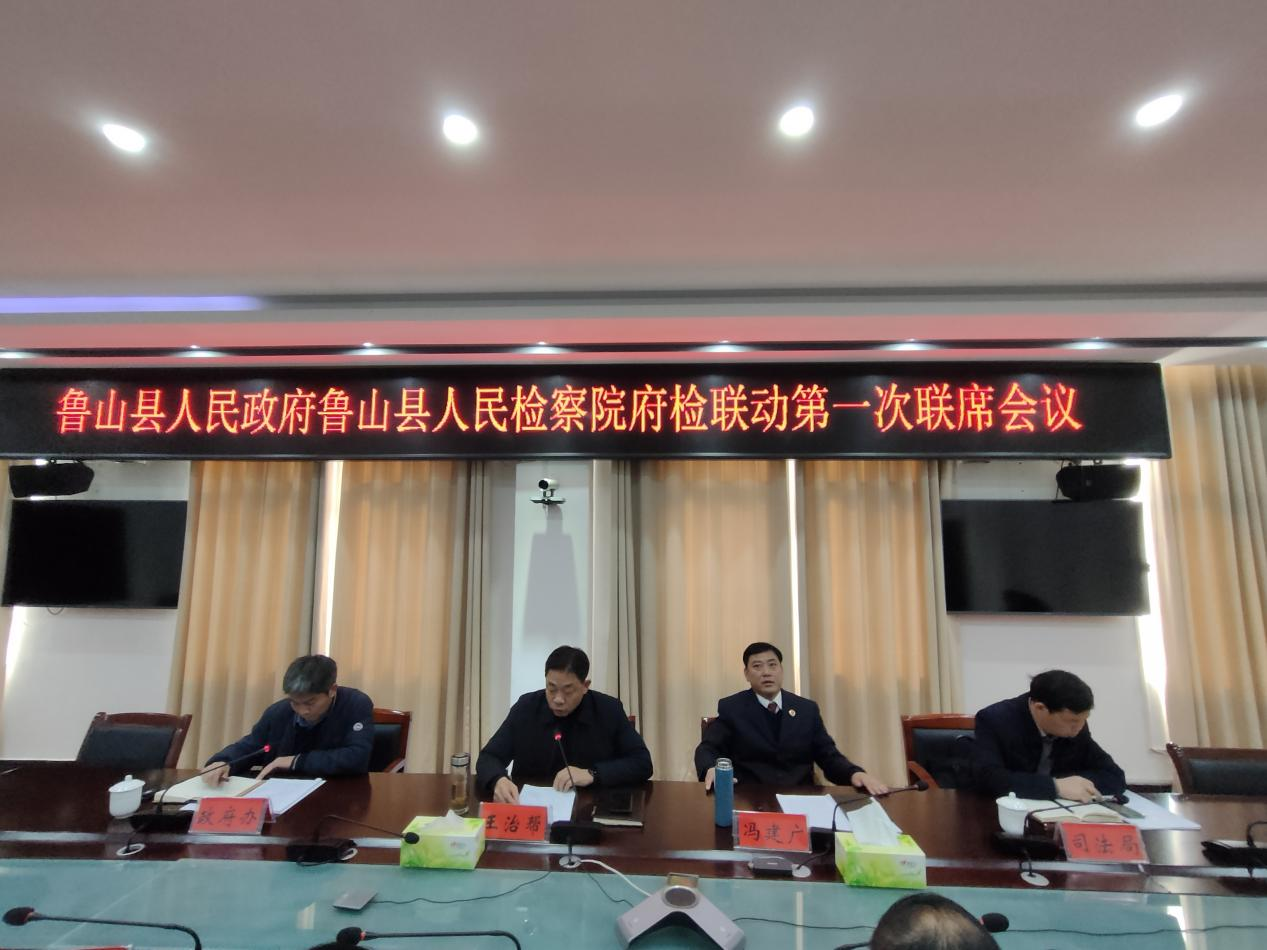 鲁山县人民政府鲁山县人民检察院府检联动第一次联席会议
政府办
王治帮
冯建广
司法局